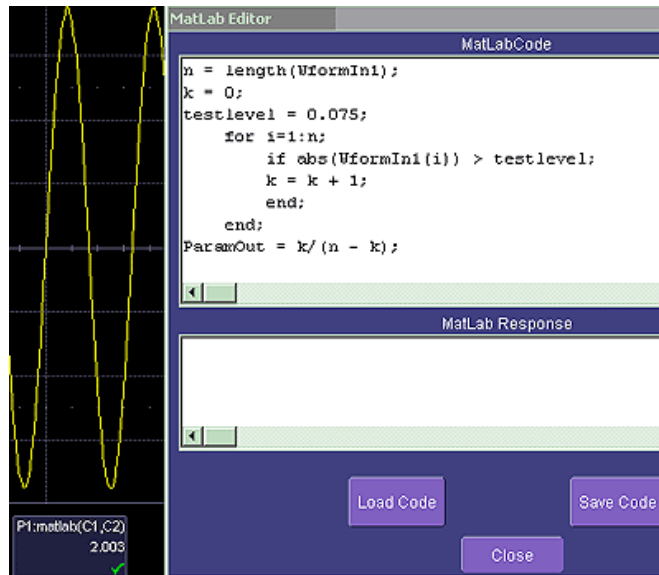 MatLab Editor
MatLabCode
n = length(WformIn1);
k = 0;
testlevel = 0.075;
for i=1:n;
if abs(WformIn1(i)) > testlevel;
k = k + 1;
end;
end;
ParamOut = k/(n - k);
MatLab Response
Load Code
Save Code
Close
P1:matlab(C1,C2)
2.003